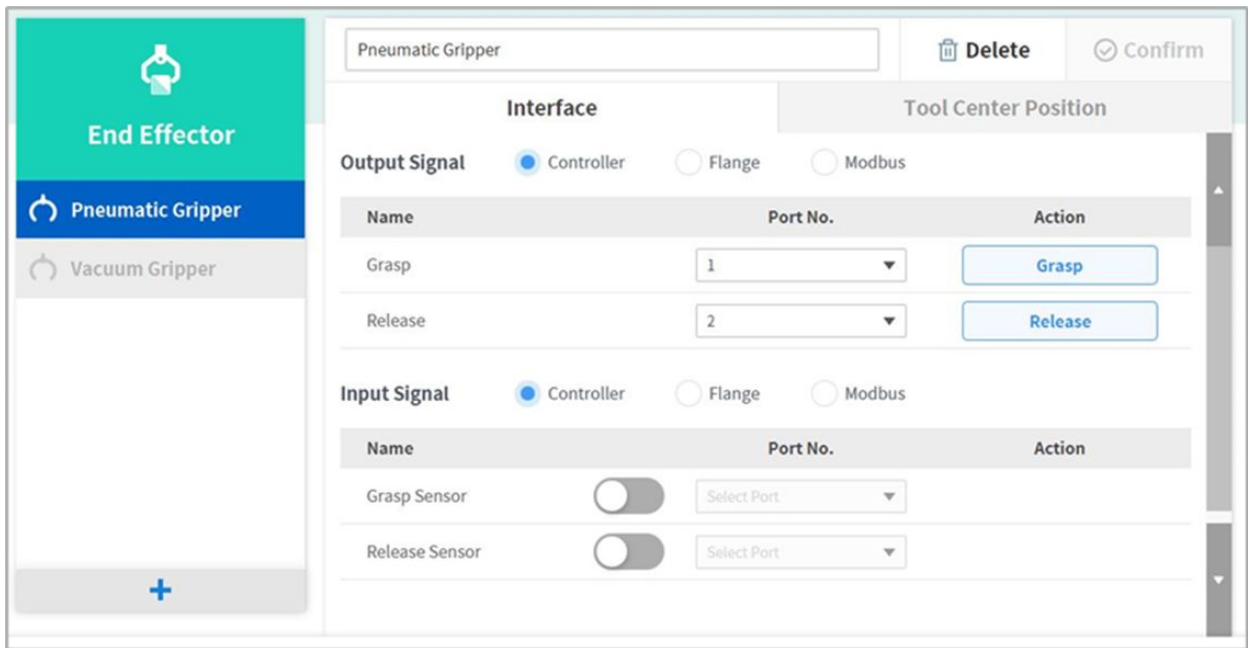 End Effector
Pneumatic Gripper
Vacuum Gripper
+
Pneumatic Gripper Delete Confirm
Interface Tool Center Position
Output Signal Controller Flange Modbus
Name Port No. Action
Grasp 1 Grasp
Release 2 Release
Input Signal Controller Flange Modbus
Name Port No. Action
Grasp Sensor Select Port
Release Sensor Select Port